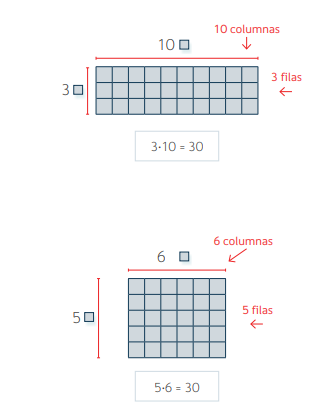 10 columnas
10
3 filas
3
3·10 = 30
6 columnas
6
5 filas
5
5·6 = 30